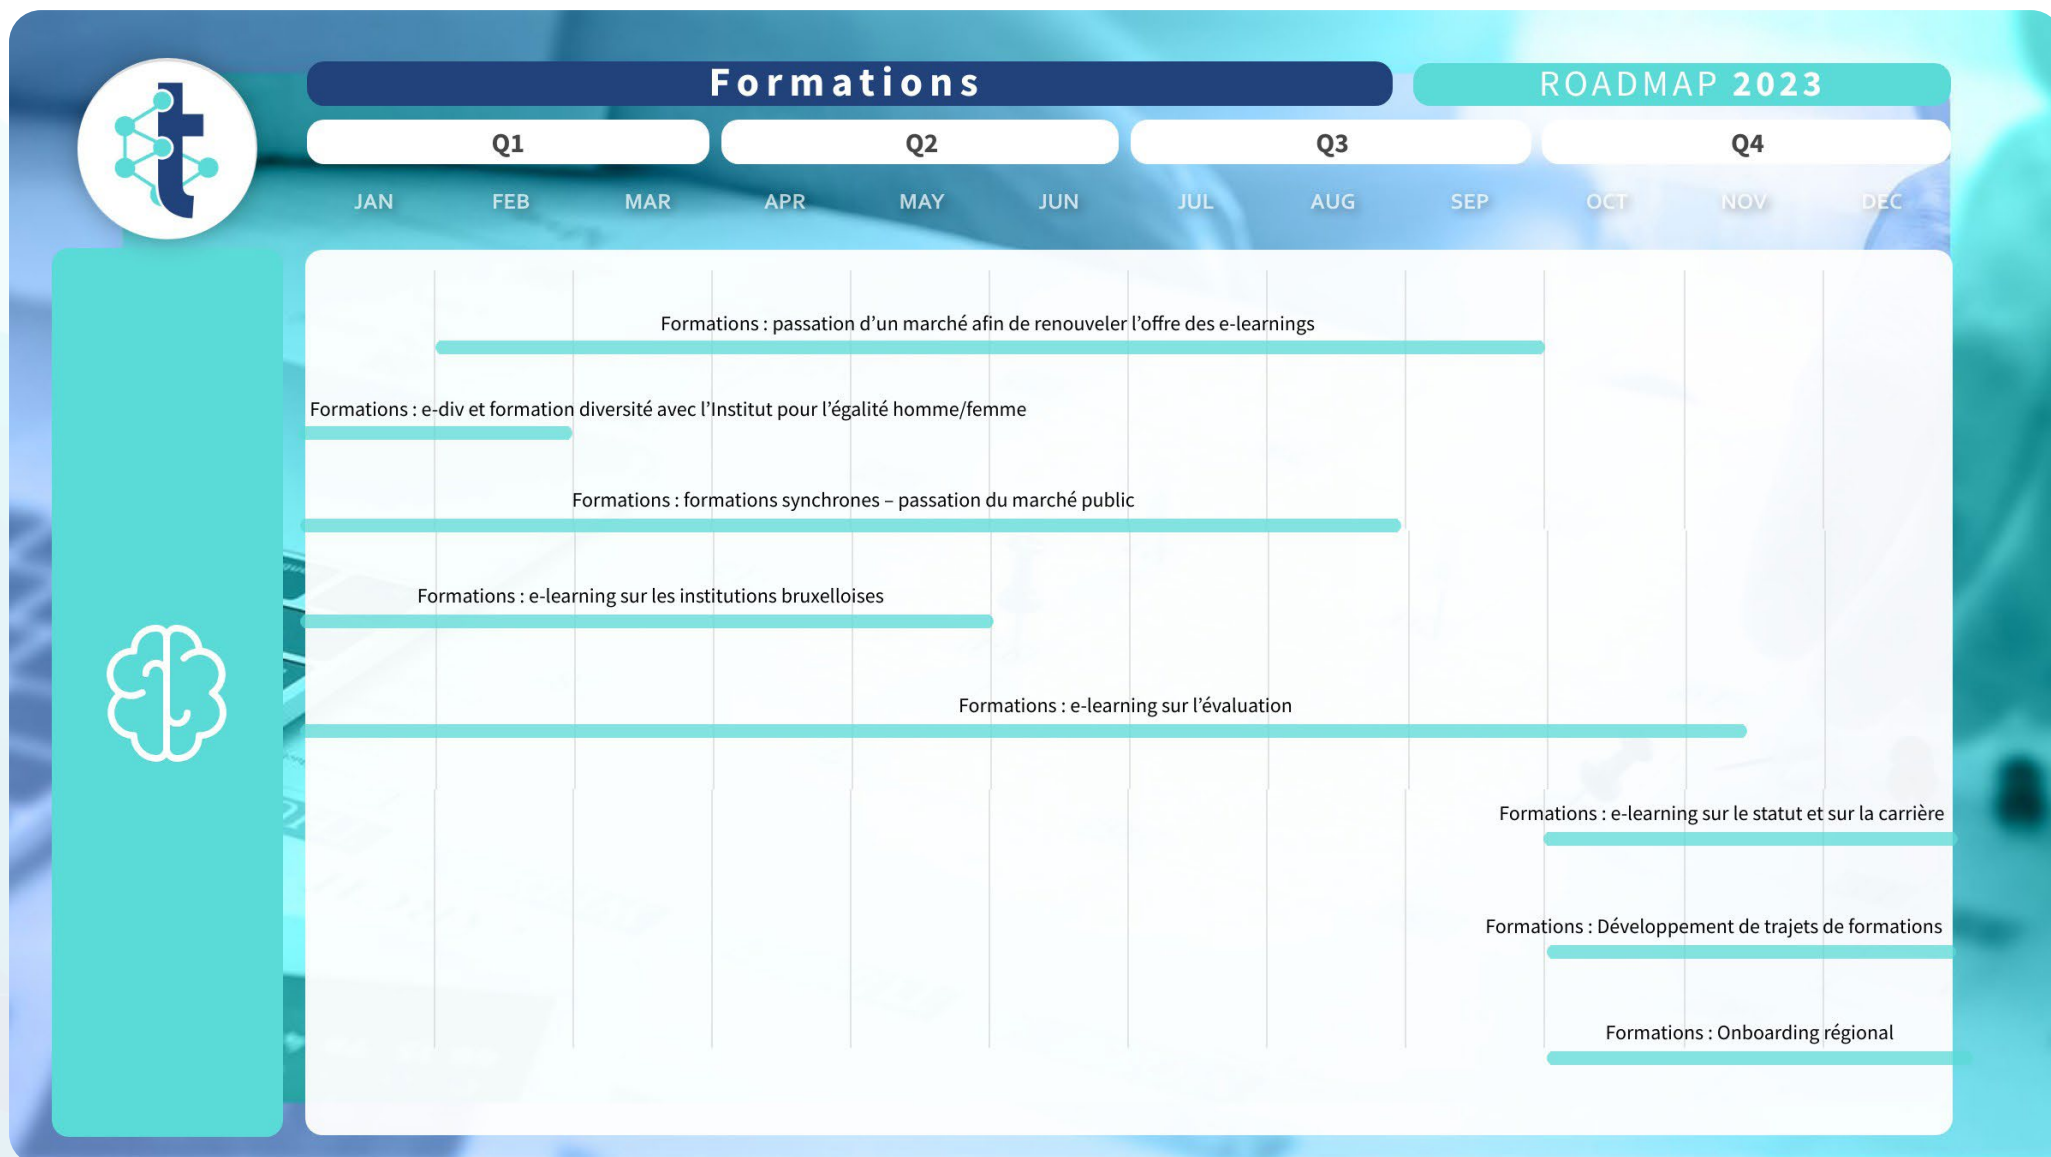 Formations
ROADMAP 2023
Q1 Q2 Q3 Q4
JAN FEB MAR APR MAY JUN JUL AUG SEP OCT NOV DEC
Formations : passation d’un marché afin de renouveler l’offre des e-learnings
Formations : e-div et formation diversité avec l’Institut pour l’égalité homme/femme
Formations : formations synchrones – passation du marché public
Formations : e-learning sur les institutions bruxelloises
Formations : e-learning sur l’évaluation
Formations : e-learning sur le statut et sur la carrière
Formations : Développement de trajets de formations
Formations : Onboarding régional